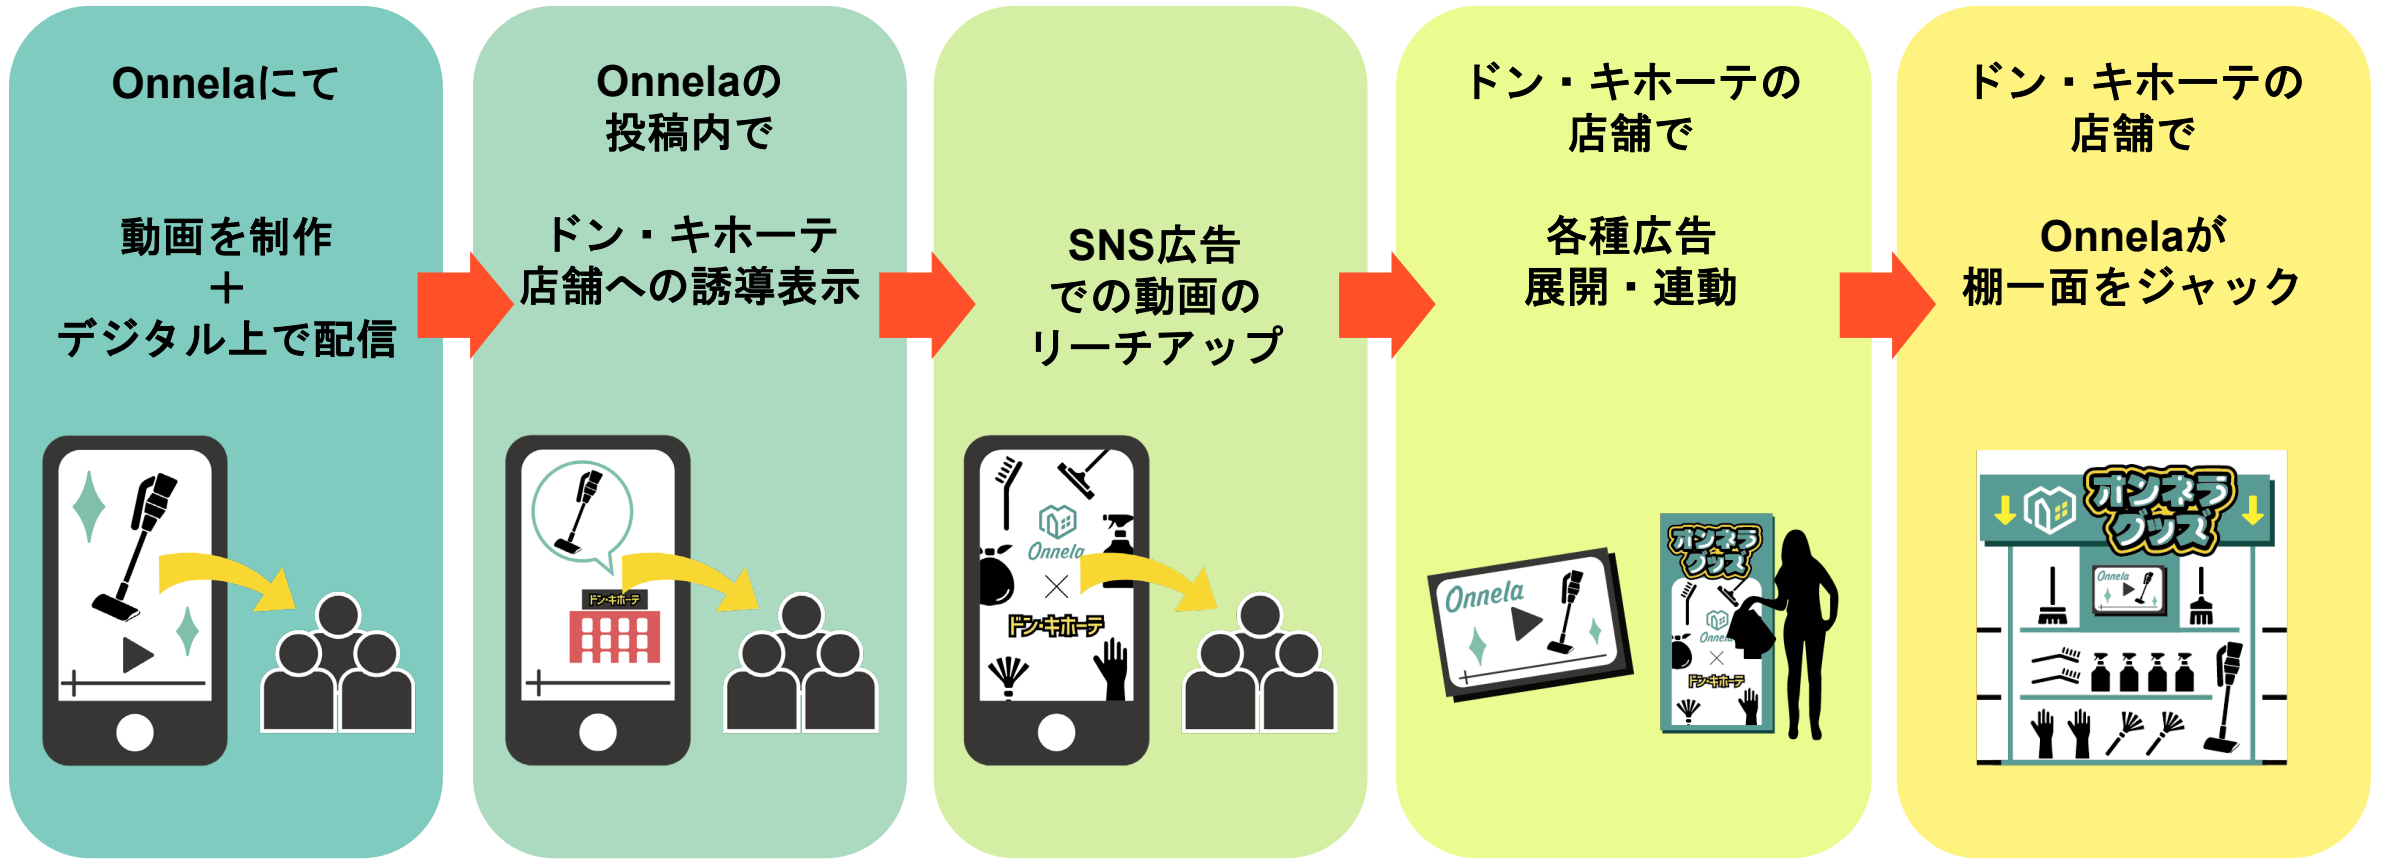 Onnelaにて
動画を制作
＋
デジタル上で配信
Onnelaの
投稿内で
ドン・キホーテ
店舗への誘導表示
ドン・キホーテ
SNS広告
での動画の
リーチアップ
Onnela
×
ドン・キホーテ
ドン・キホーテの
店舗で
各種広告
展開・連動
Onnela
オンネラ
グッズ
Onnela
×
ドン・キホーテ
ドン・キホーテの
店舗で
Onnelaが
棚一面をジャック
オンネラ
グッズ
Onnela